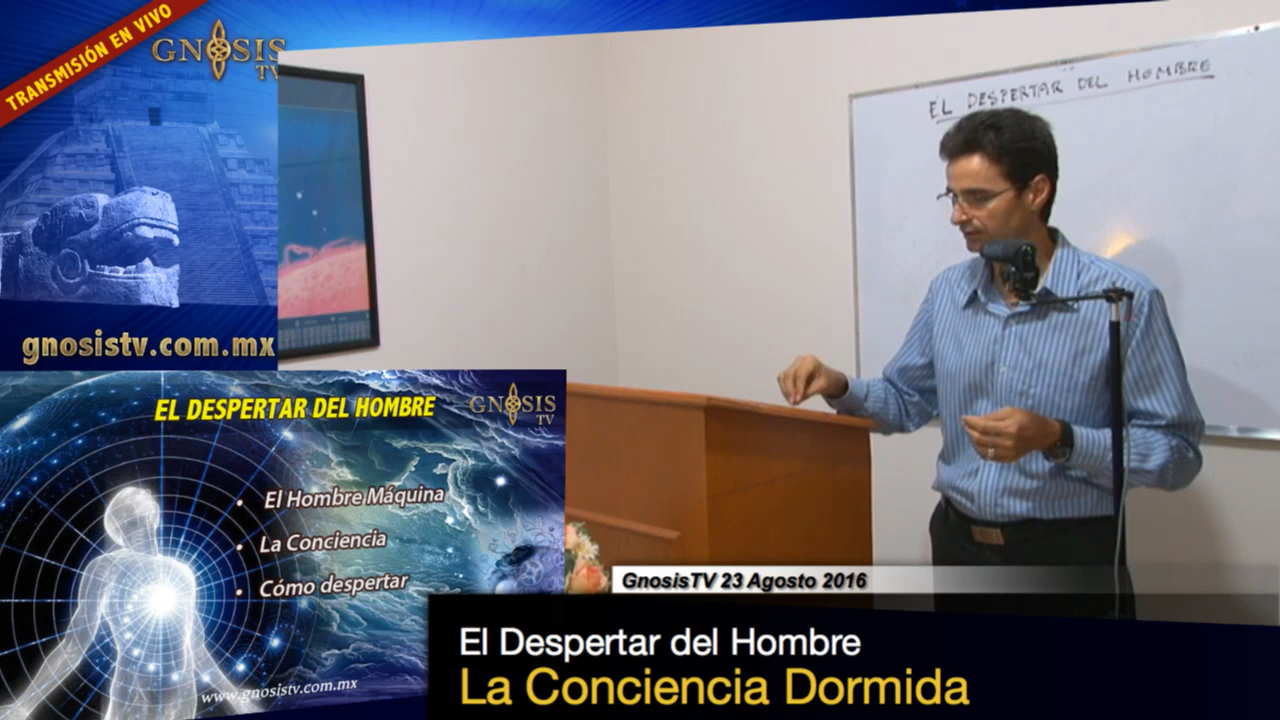 TRANSMISIÓN EN VIVO
GNOSIS
TV
gnosistv.com.mx
EL DESPERTAR DEL HOMBRE
EL DESPERTAR DEL HOMBRE
GNOSIS
TV
• El Hombre Máquina
• La Conciencia
• Cómo despertar
www.gnosistv.com.mx
GnosisTV 23 Agosto 2016
El Despertar del Hombre
La Conciencia Dormida